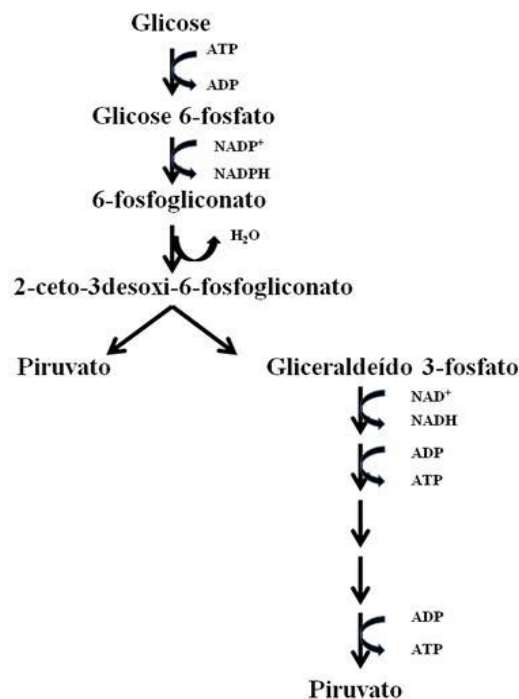 Glicose
ATP
ADP
Glicose 6-fosfato
NADP⁺
NADPH
6-fosfogliconato
H₂O
2-ceto-3desoxi-6-fosfogliconato
Piruvato
Gliceraldeído 3-fosfato
NAD⁺
NADH
ADP
ATP
ADP
ATP
Piruvato